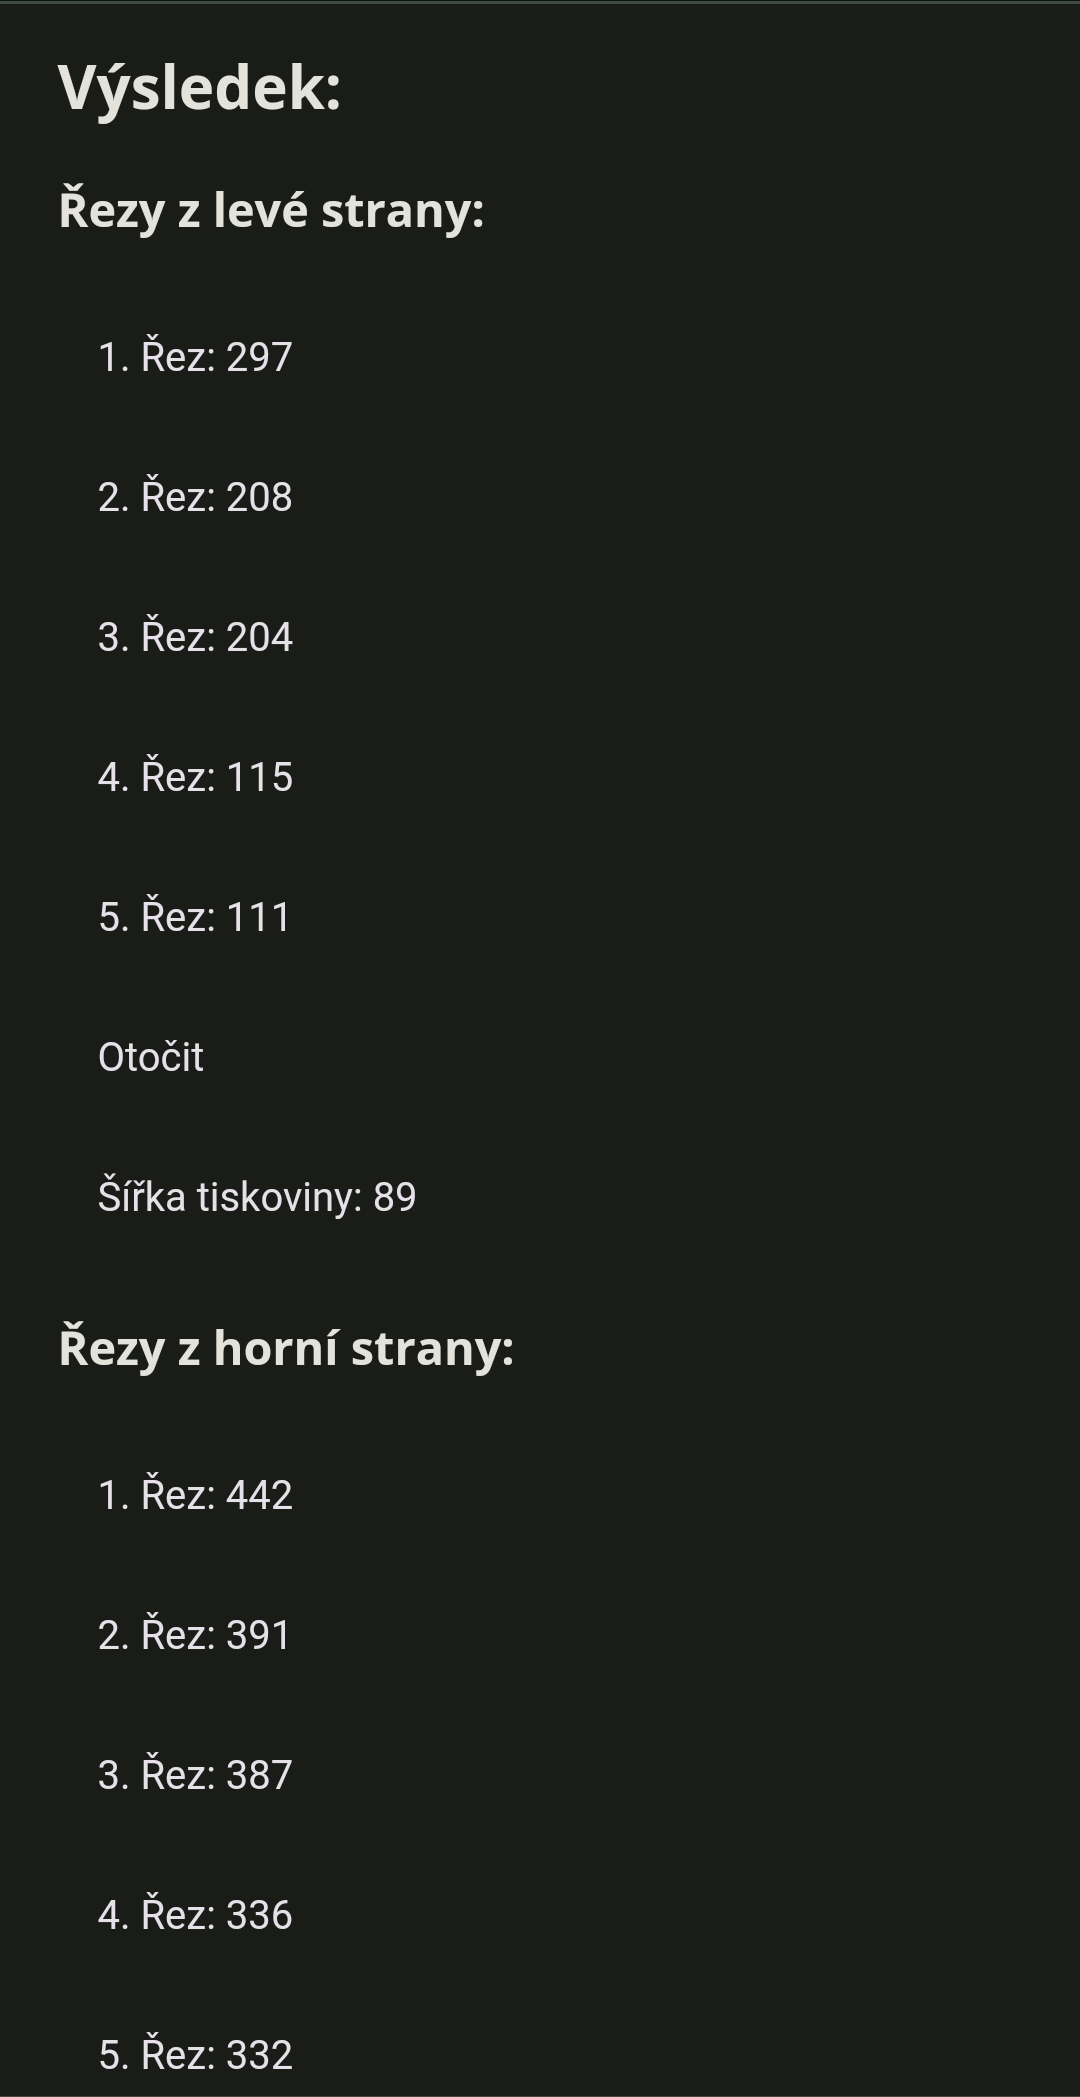 Výsledek:
Řezy z levé strany:
1. Řez: 297
2. Řez: 208
3. Řez: 204
4. Řez: 115
5. Řez: 111
Otočit
Šířka tiskoviny: 89
Řezy z horní strany:
1. Řez: 442
2. Řez: 391
3. Řez: 387
4. Řez: 336
5. Řez: 332